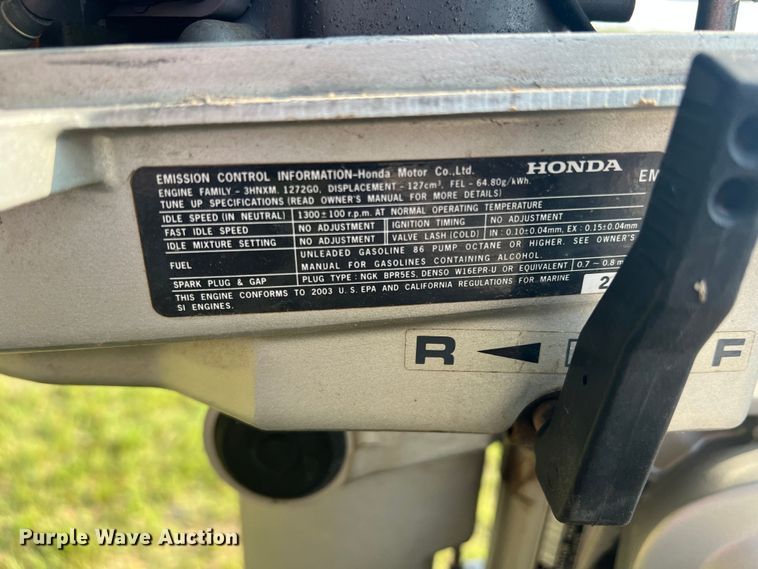 EMISSION CONTROL INFORMATION-Honda Motor Co.,Ltd. HONDA EM
ENGINE FAMILY - 3HNXM. 1272G0, DISPLACEMENT - 127cm³, FEL - 64.80g/kWh.
TUNE UP SPECIFICATIONS (READ OWNER'S MANUAL FOR MORE DETAILS)
IDLE SPEED (IN NEUTRAL) 1300±100 r.p.m. AT NORMAL OPERATING TEMPERATURE
FAST IDLE SPEED NO ADJUSTMENT IGNITION TIMING NO ADJUSTMENT
IDLE MIXTURE SETTING NO ADJUSTMENT VALVE LASH (COLD) IN : 0.10±0.04mm, EX : 0.15±0.04mm
FUEL UNLEADED GASOLINE 86 PUMP OCTANE OR HIGHER. SEE OWNER'S
MANUAL FOR GASOLINES CONTAINING ALCOHOL.
SPARK PLUG & GAP PLUG TYPE : NGK BPR5ES, DENSO W16EPR-U OR EQUIVALENT 0.7 ~ 0.8 m
THIS ENGINE CONFORMS TO 2003 U.S. EPA AND CALIFORNIA REGULATIONS FOR MARINE 2
SI ENGINES.
R F
Purple Wave Auction